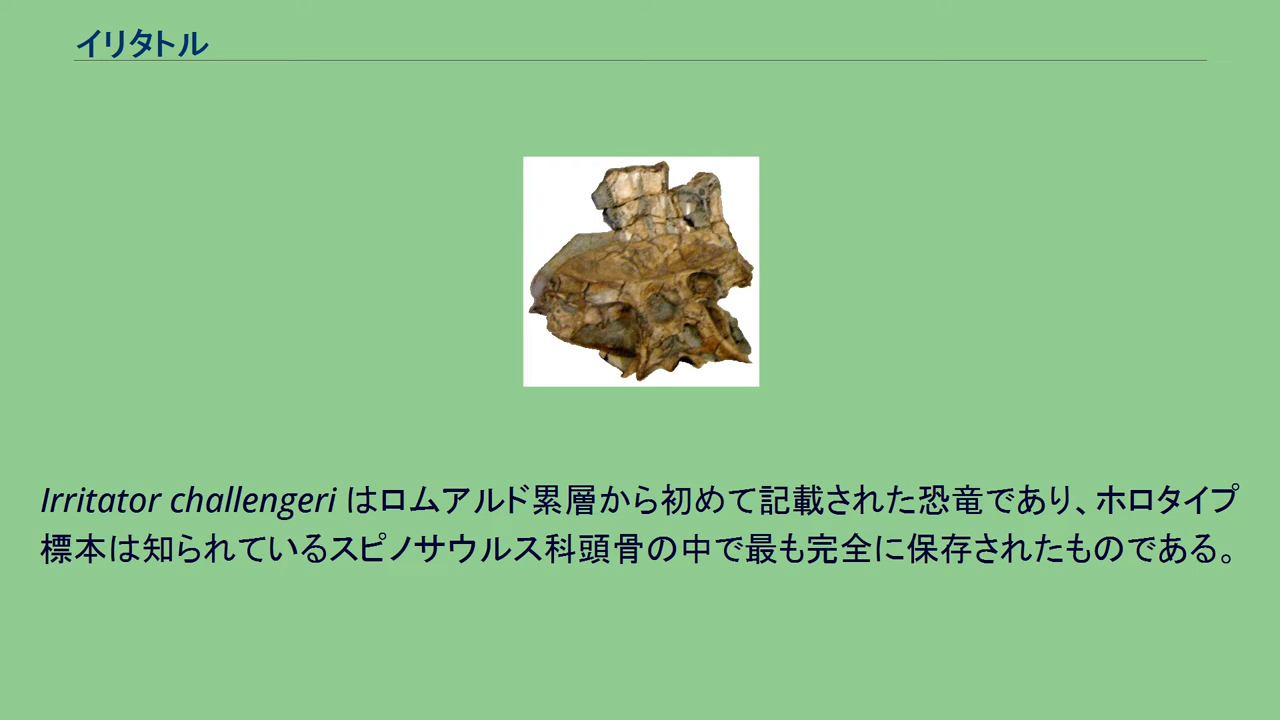 イリタトル
Irritator challengeri はロムアルド累層から初めて記載された恐竜であり、ホロタイプ
標本は知られているスピノサウルス科頭骨の中で最も完全に保存されたものである。